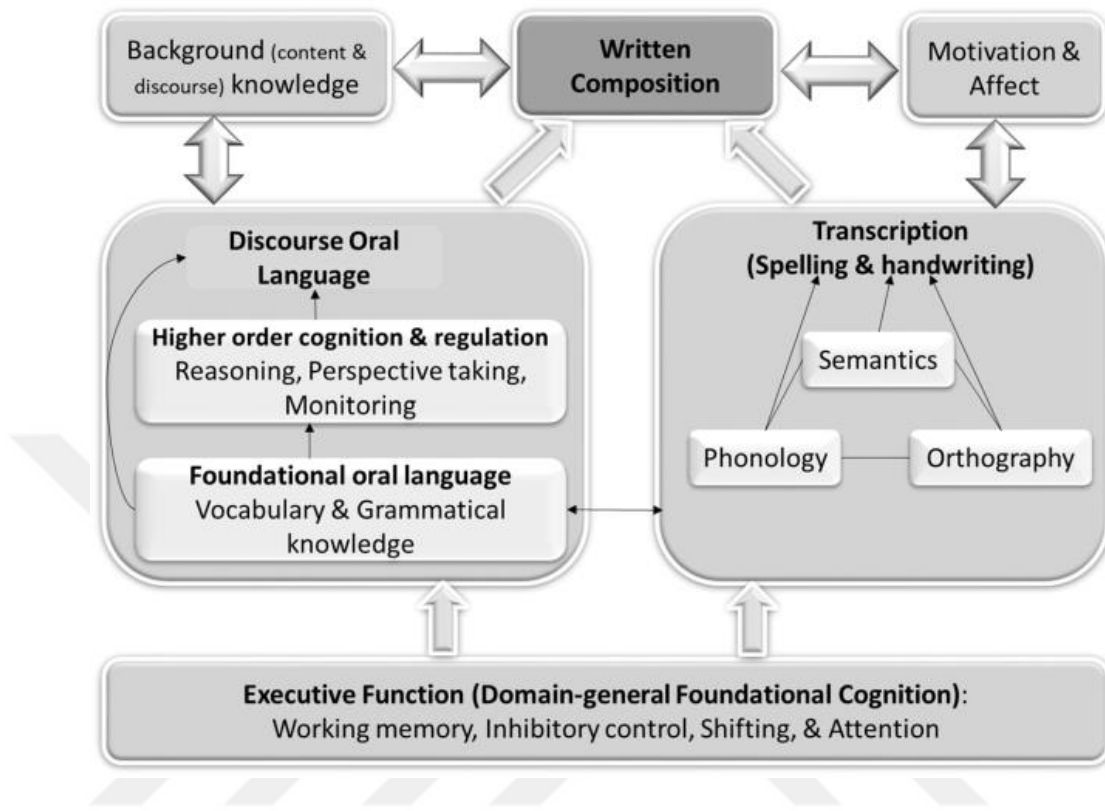 Background (content &
discourse) knowledge
Written
Composition
Motivation &
Affect
Discourse Oral
Language
Higher order cognition & regulation
Reasoning, Perspective taking,
Monitoring
Foundational oral language
Vocabulary & Grammatical
knowledge
Transcription
(Spelling & handwriting)
Semantics
Phonology
Orthography
Executive Function (Domain-general Foundational Cognition):
Working memory, Inhibitory control, Shifting, & Attention